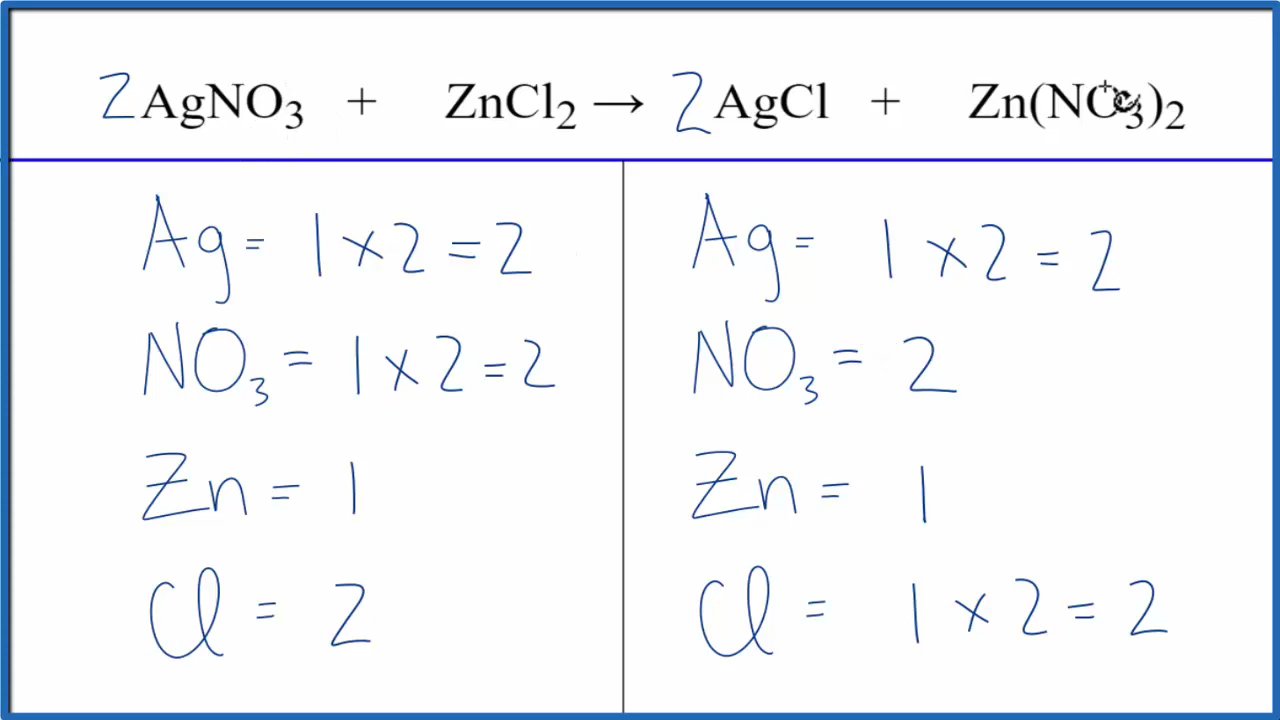 2AgNO₃ + ZnCl₂ → 2AgCl + Zn(NO₃)₂
Ag = 1 × 2 = 2
NO₃ = 1 × 2 = 2
Zn = 1
Cl = 2
Ag = 1 × 2 = 2
NO₃ = 2
Zn = 1
Cl = 1 × 2 = 2